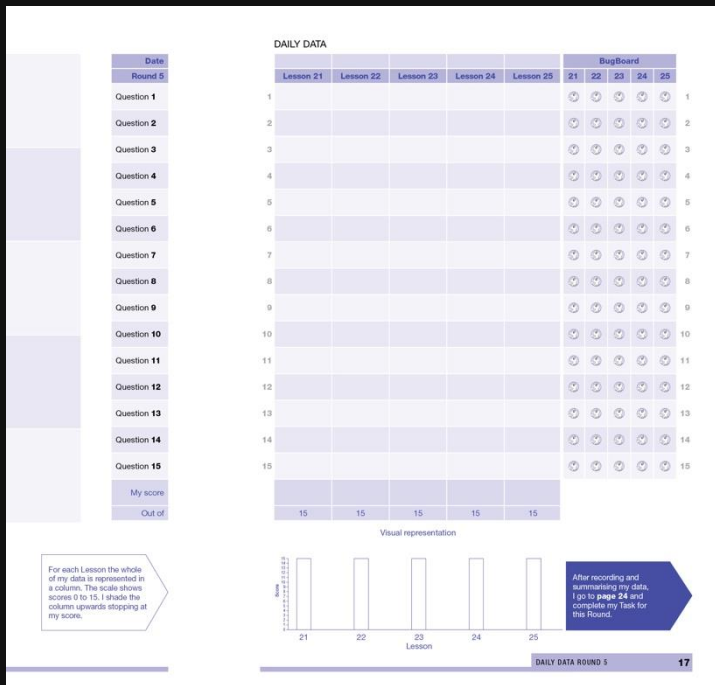 DAILY DATA
Date
BugBoard
Round 5
Lesson 21 Lesson 22 Lesson 23 Lesson 24 Lesson 25 21 22 23 24 25
Question 1 1 1
Question 2 2 2
Question 3 3 3
Question 4 4 4
Question 5 5 5
Question 6 6 6
Question 7 7 7
Question 8 8 8
Question 9 9 9
Question 10 10 10
Question 11 11 11
Question 12 12 12
Question 13 13 13
Question 14 14 14
Question 15 15 15
My score
Out of 15 15 15 15 15
Visual representation
For each Lesson the whole
of my data is represented in
a column. The scale shows
scores 0 to 15. I shade the
column upwards stopping at
my score.
Score
21 22 23 24 25
Lesson
After recording and
summarising my data,
I go to page 24 and
complete my Task for
this Round.
DAILY DATA ROUND 5 17